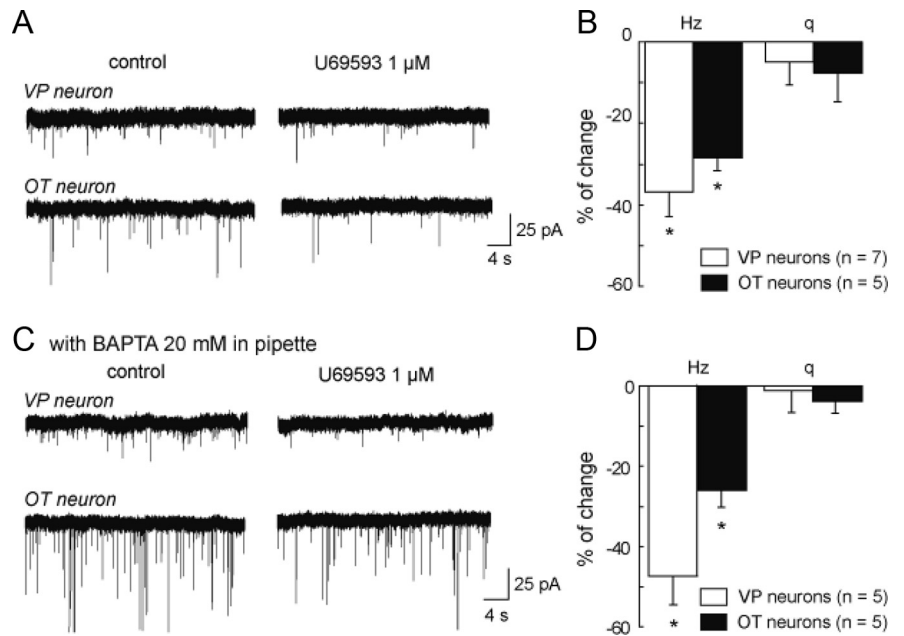 A
control
U69593 1 µM
VP neuron
OT neuron
25 pA
4 s
B
Hz q
0
-20
-40
-60
% of change
*
*
VP neurons (n = 7)
OT neurons (n = 5)
C with BAPTA 20 mM in pipette
control
U69593 1 µM
VP neuron
OT neuron
25 pA
4 s
D
Hz q
0
-20
-40
-60
% of change
*
*
VP neurons (n = 5)
OT neurons (n = 5)